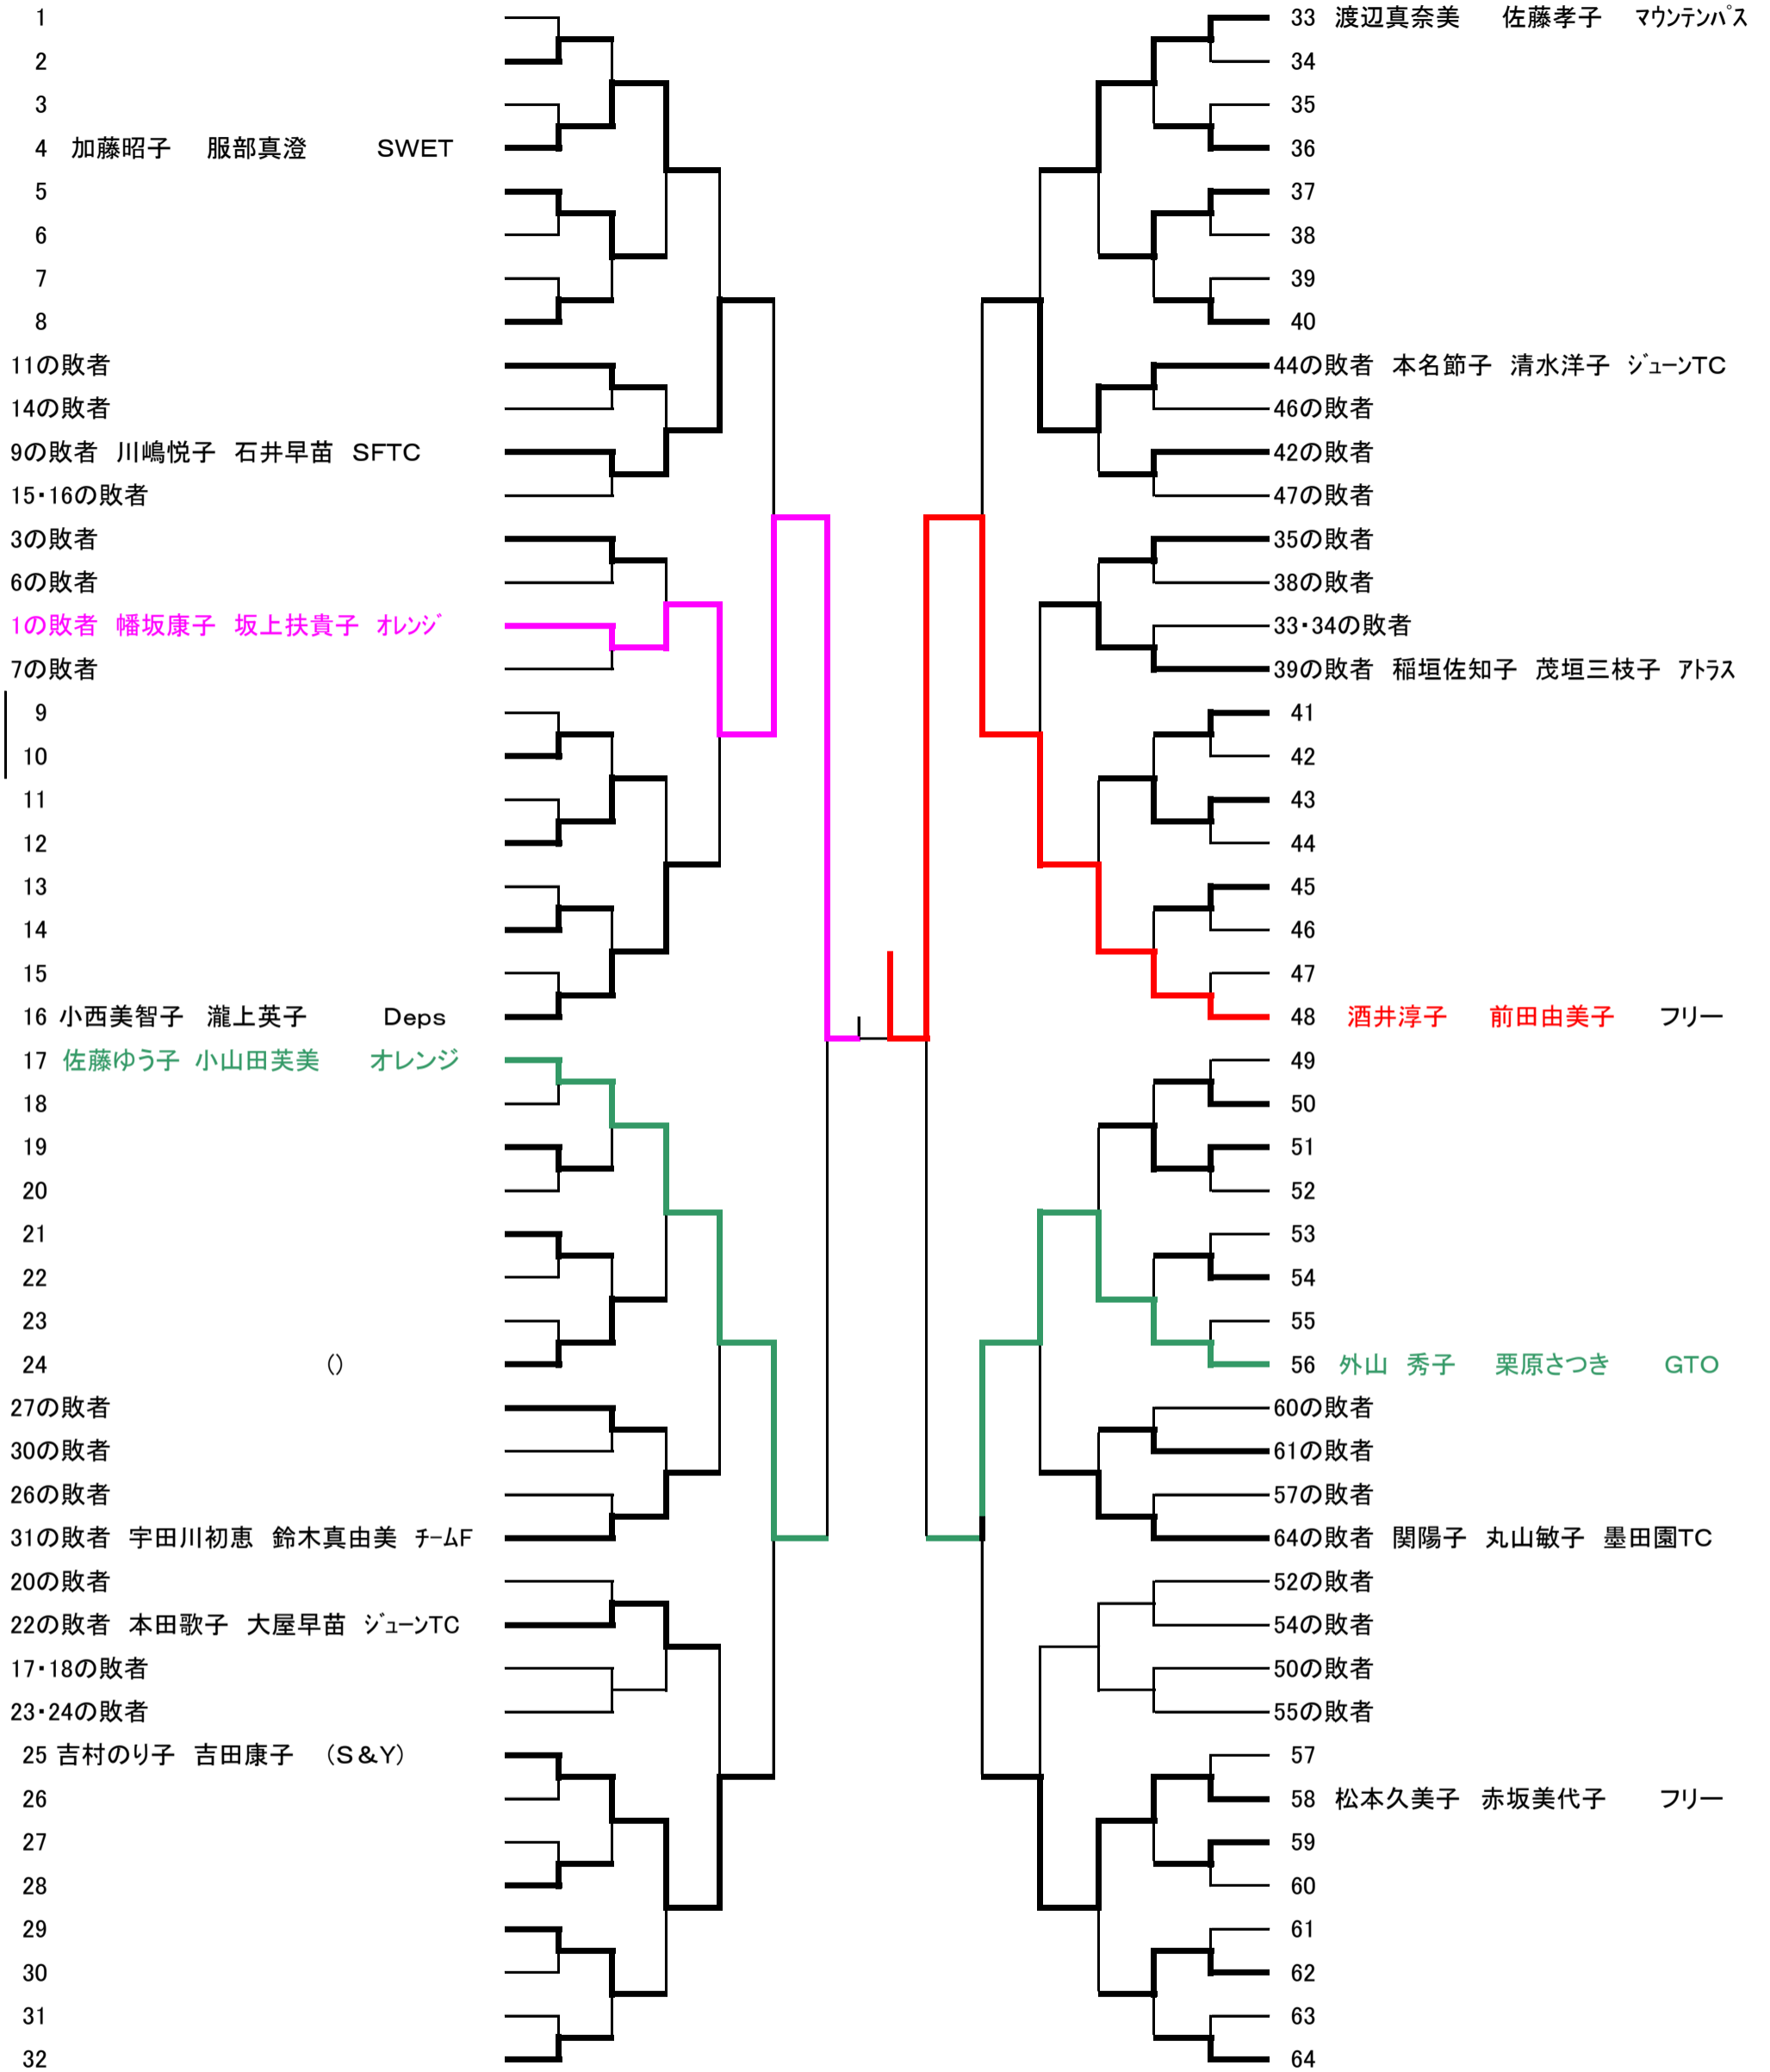 1
2
3
4 加藤昭子 服部真澄 SWET
5
6
7
8
11の敗者
14の敗者
9の敗者 川嶋悦子 石井早苗 SFTC
15・16の敗者
3の敗者
6の敗者
1の敗者 幡坂康子 坂上扶貴子 ｵﾚﾝｼﾞ
7の敗者
9
10
11
12
13
14
15
16 小西美智子 瀧上英子 Deps
17 佐藤ゆう子 小山田芙美 オレンジ
18
19
20
21
22
23
24 ()
27の敗者
30の敗者
26の敗者
31の敗者 宇田川初恵 鈴木真由美 ﾁｰﾑF
20の敗者
22の敗者 本田歌子 大屋早苗 ｼﾞｭｰﾝTC
17・18の敗者
23・24の敗者
25 吉村のり子 吉田康子 （S＆Y）
26
27
28
29
30
31
32
33 渡辺真奈美 佐藤孝子 ﾏｳﾝﾃﾝﾊﾟｽ
34
35
36
37
38
39
40
44の敗者 本名節子 清水洋子 ｼﾞｭｰﾝTC
46の敗者
42の敗者
47の敗者
35の敗者
38の敗者
33・34の敗者
39の敗者 稲垣佐知子 茂垣三枝子 ｱﾄﾗｽ
41
42
43
44
45
46
47
48 酒井淳子 前田由美子 フリー
49
50
51
52
53
54
55
56 外山 秀子 栗原さつき GTO
60の敗者
61の敗者
57の敗者
64の敗者 関陽子 丸山敏子 墨田園TC
52の敗者
54の敗者
50の敗者
55の敗者
57
58 松本久美子 赤坂美代子 フリー
59
60
61
62
63
64